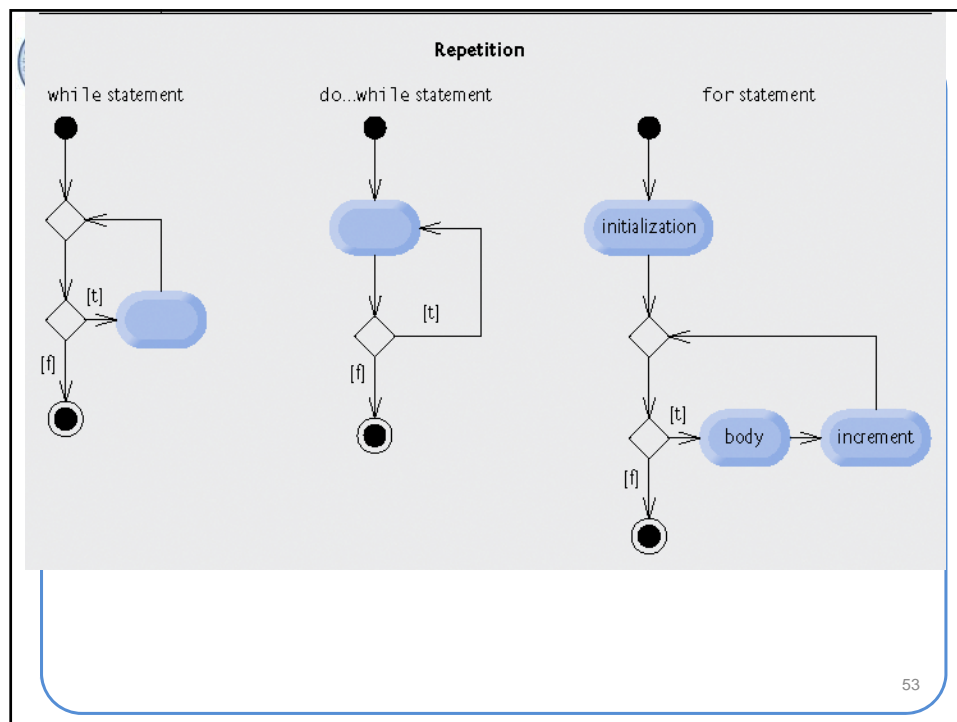 Repetition
while statement
do...while statement
for statement
initialization
[t]
[t]
[f]
[f]
[t]
body
increment
[f]
53